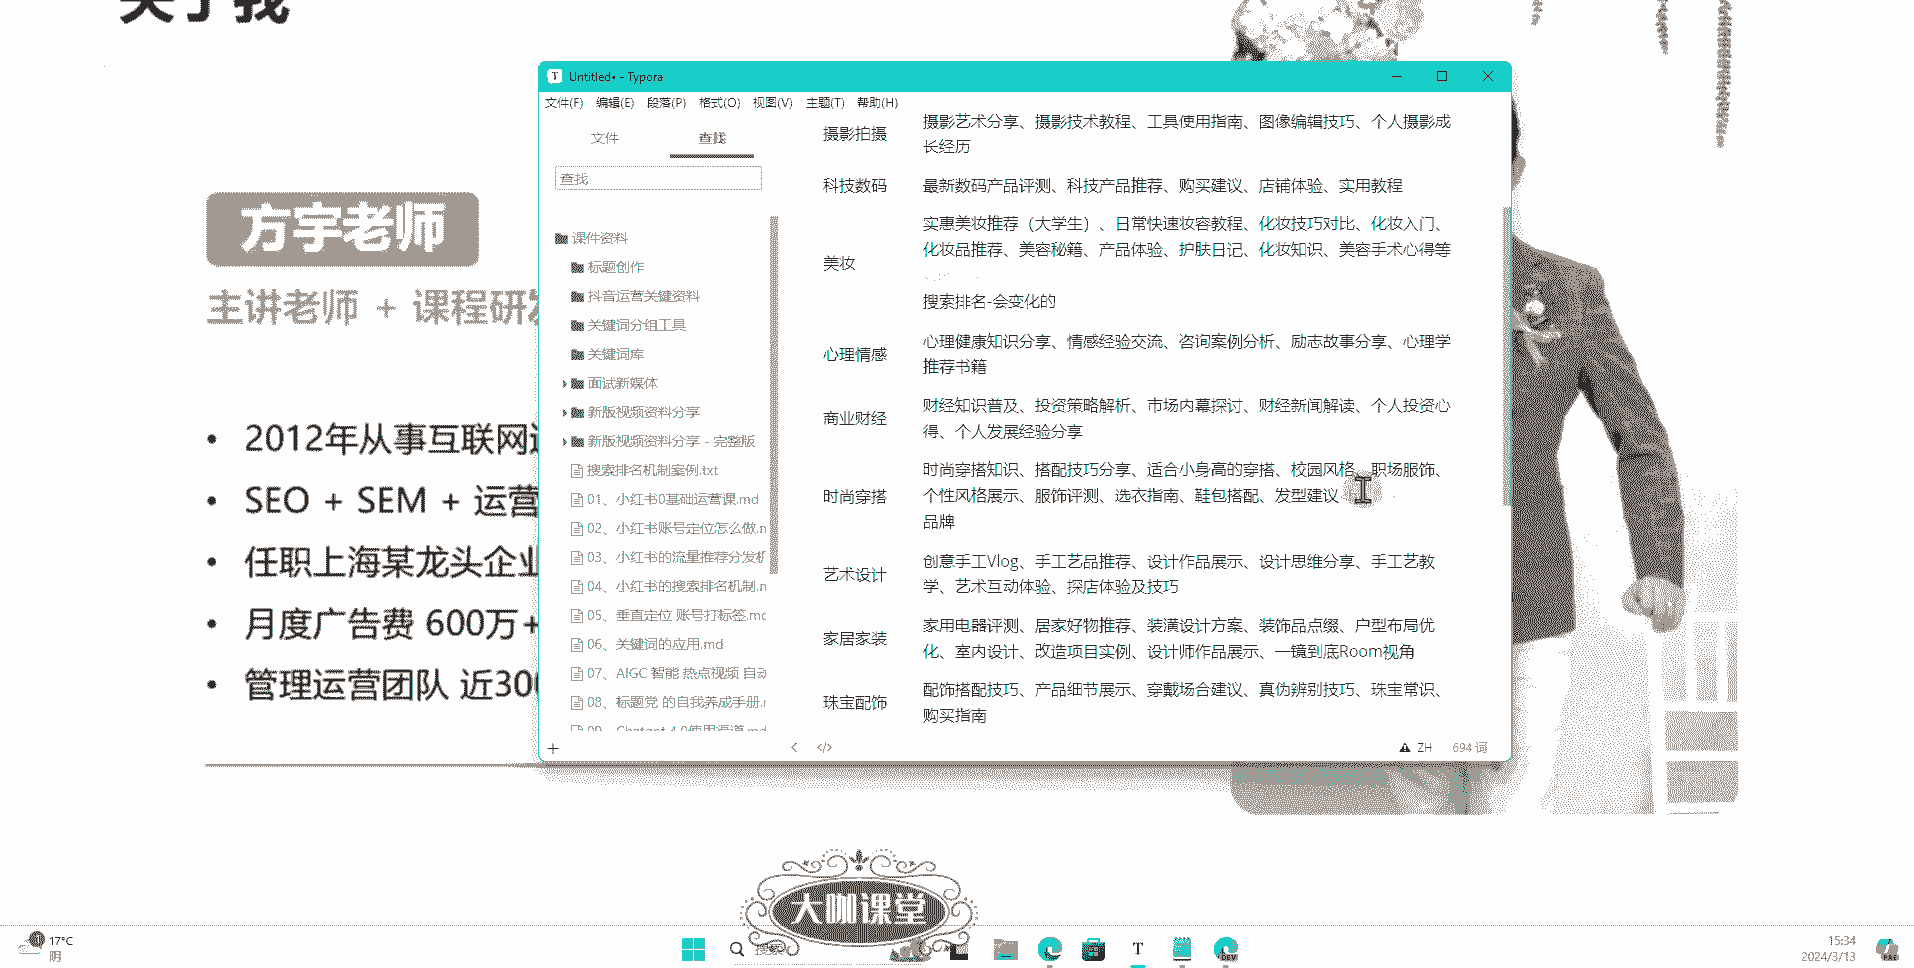 关于我
Untitled• - Typora
文件(F) 编辑(E) 段落(P) 格式(O) 视图(V) 主题(T) 帮助(H)
文件 查找
查找
课件资料
标题创作
抖音运营关键资料
关键词分组工具
关键词库
面试新媒体
新版视频资料分享
新版视频资料分享 - 完整版
搜索排名机制案例.txt
01、小红书0基础运营课.md
02、小红书账号定位怎么做.n
03、小红书的流量推荐分发机
04、小红书的搜索排名机制.n
05、垂直定位 账号打标签.mc
06、关键词的应用.md
07、AIGC 智能 热点视频 自动
08、标题党 的自我养成手册.r
摄影拍摄
摄影艺术分享、摄影技术教程、工具使用指南、图像编辑技巧、个人摄影成
长经历
科技数码
最新数码产品评测、科技产品推荐、购买建议、店铺体验、实用教程
美妆
实惠美妆推荐（大学生）、日常快速妆容教程、化妆技巧对比、化妆入门、
化妆品推荐、美容秘籍、产品体验、护肤日记、化妆知识、美容手术心得等
搜索排名-会变化的
心理情感
心理健康知识分享、情感经验交流、咨询案例分析、励志故事分享、心理学
推荐书籍
商业财经
财经知识普及、投资策略解析、市场内幕探讨、财经新闻解读、个人投资心
得、个人发展经验分享
时尚穿搭
时尚穿搭知识、搭配技巧分享、适合小身高的穿搭、校园风格、职场服饰、
个性风格展示、服饰评测、选衣指南、鞋包搭配、发型建议
品牌
艺术设计
创意手工Vlog、手工艺品推荐、设计作品展示、设计思维分享、手工艺教
学、艺术互动体验、探店体验及技巧
家居家装
家用电器评测、居家好物推荐、装潢设计方案、装饰品点缀、户型布局优
化、室内设计、改造项目实例、设计师作品展示、一镜到底Room视角
珠宝配饰
配饰搭配技巧、产品细节展示、穿戴场合建议、真伪辨别技巧、珠宝常识、
购买指南
ZH 694 词
方宇老师
主讲老师 + 课程研发
• 2012年从事互联网
• SEO + SEM + 运营
• 任职上海某龙头企业
• 月度广告费 600万+
• 管理运营团队 近300
大咖课堂
17°C
阴
搜索
DEV
15:34
2024/3/13